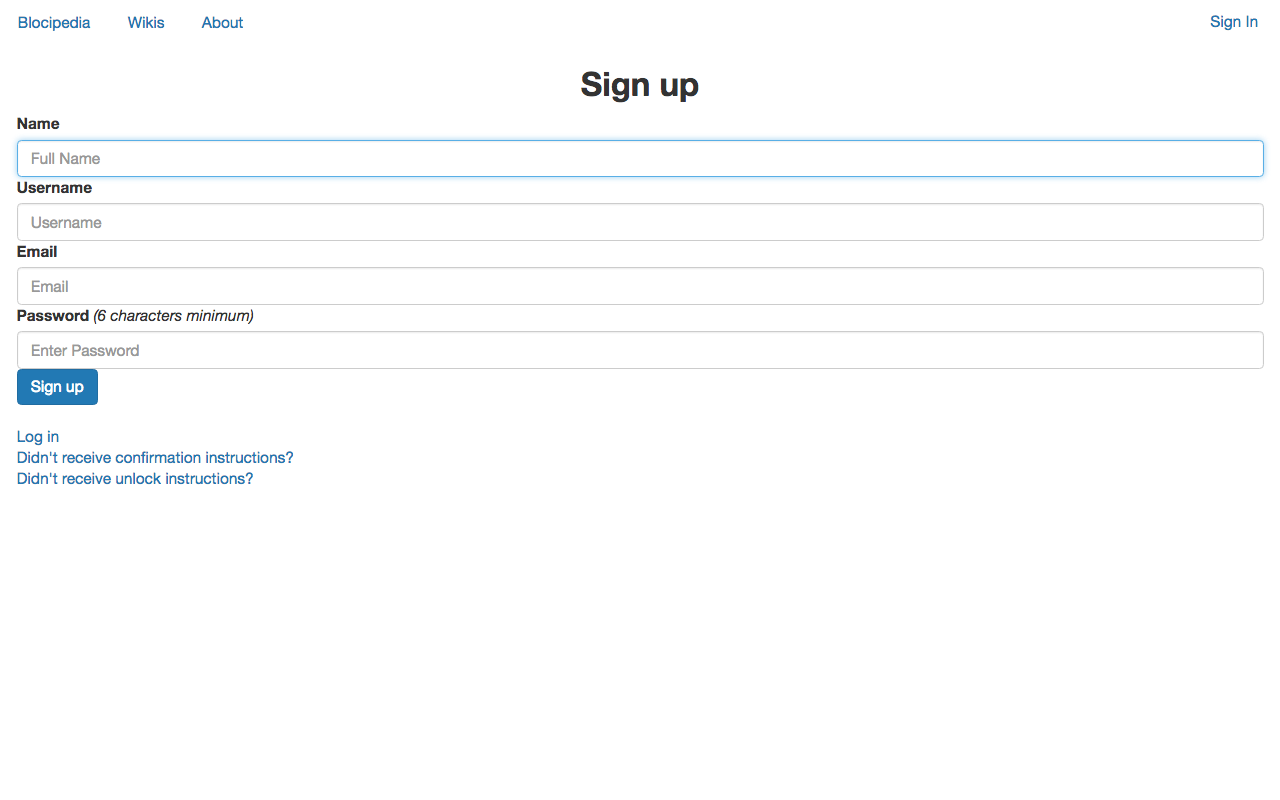 Blocipedia Wikis About Sign In
Sign up
Name
Full Name
Username
Username
Email
Email
Password (6 characters minimum)
Enter Password
Sign up
Log in
Didn't receive confirmation instructions?
Didn't receive unlock instructions?